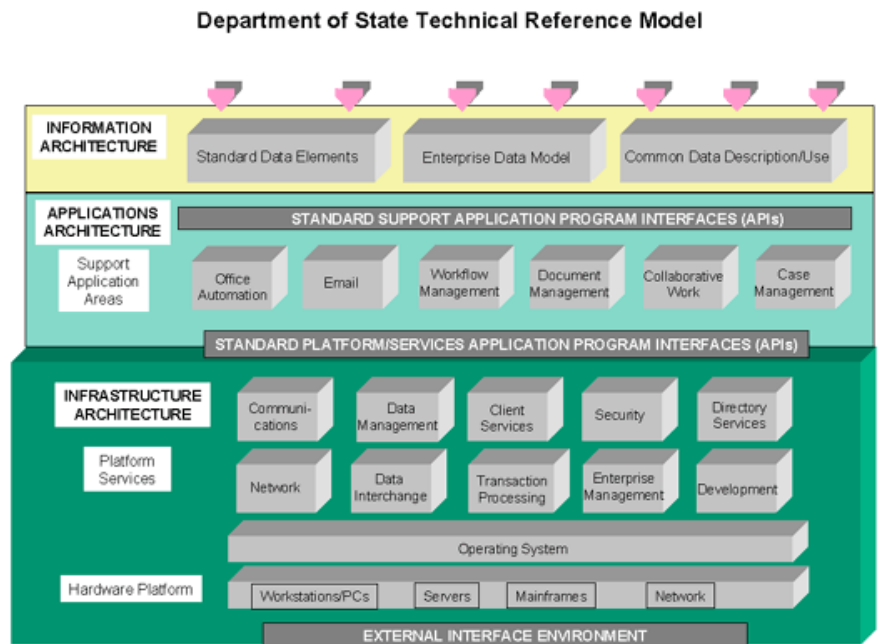 Department of State Technical Reference Model
INFORMATION
ARCHITECTURE
Standard Data Elements
Enterprise Data Model
Common Data Description/Use
APPLICATIONS
ARCHITECTURE
STANDARD SUPPORT APPLICATION PROGRAM INTERFACES (APIs)
Support
Application
Areas
Office
Automation
Email
Workflow
Management
Document
Management
Collaborative
Work
Case
Management
STANDARD PLATFORM/SERVICES APPLICATION PROGRAM INTERFACES (APIs)
INFRASTRUCTURE
ARCHITECTURE
Communi-
cations
Data
Management
Client
Services
Security
Directory
Services
Platform
Services
Network
Data
Interchange
Transaction
Processing
Enterprise
Management
Development
Operating System
Hardware Platform
Workstations/PCs
Servers
Mainframes
Network
EXTERNAL INTERFACE ENVIRONMENT